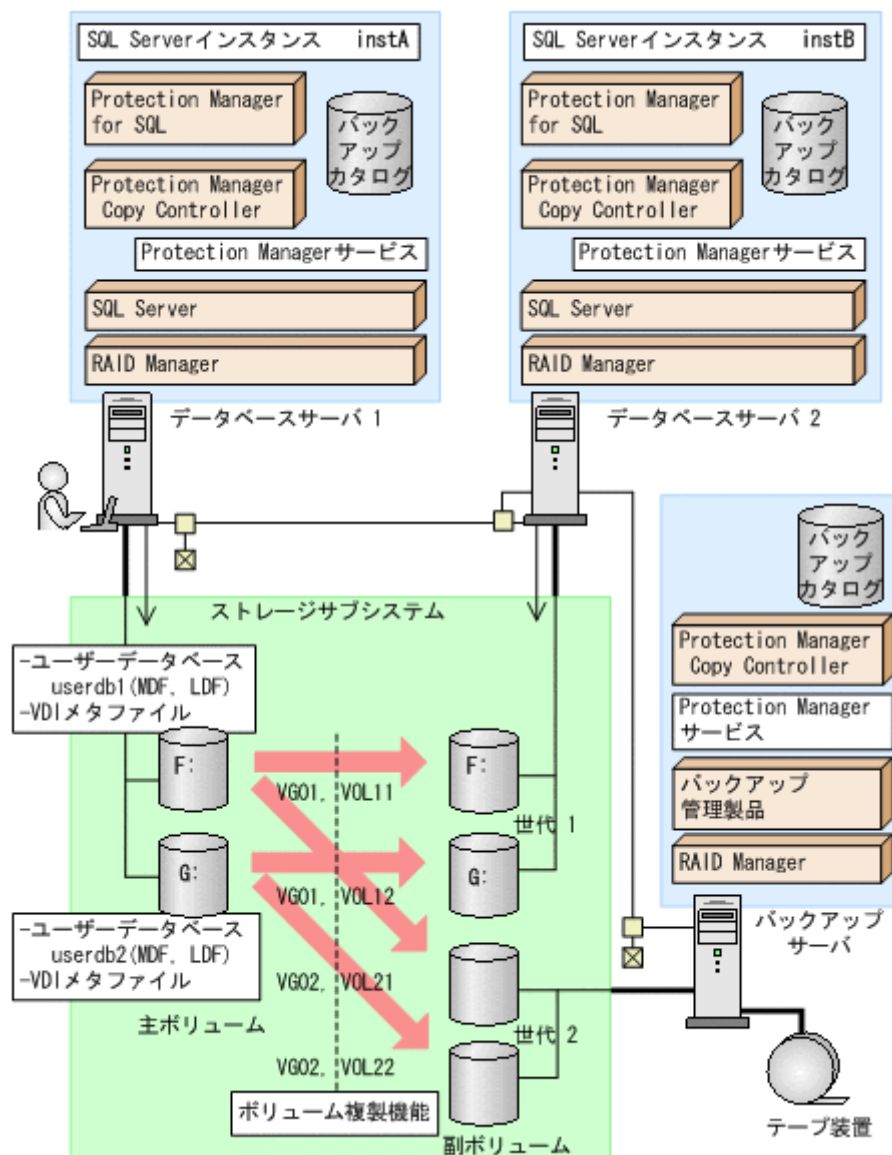 SQL Serverインスタンス instA
Protection Manager
for SQL
バック
アップ
カタログ
Protection Manager
Copy Controller
Protection Managerサービス
SQL Server
RAID Manager
データベースサーバ 1
SQL Serverインスタンス instB
Protection Manager
for SQL
バック
アップ
カタログ
Protection Manager
Copy Controller
Protection Managerサービス
SQL Server
RAID Manager
データベースサーバ 2
バック
アップ
カタログ
Protection Manager
Copy Controller
Protection Manager
サービス
バックアップ
管理製品
RAID Manager
バックアップ
サーバ
テープ装置
ストレージサブシステム
-ユーザーデータベース
userdb1(MDF, LDF)
-VDIメタファイル
F:
G:
-ユーザーデータベース
userdb2(MDF, LDF)
-VDIメタファイル
主ボリューム
VG01, VOL11
VG01, VOL12
VG02, VOL21
VG02, VOL22
ボリューム複製機能
F:
世代 1
G:
世代 2
副ボリューム